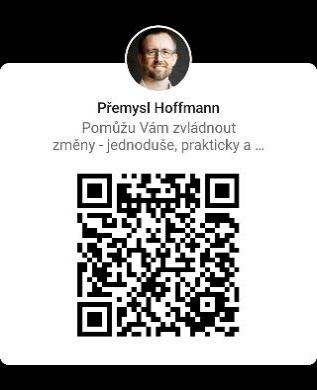 Přemysl Hoffmann
Pomůžu Vám zvládnout
změny - jednoduše, prakticky a ...